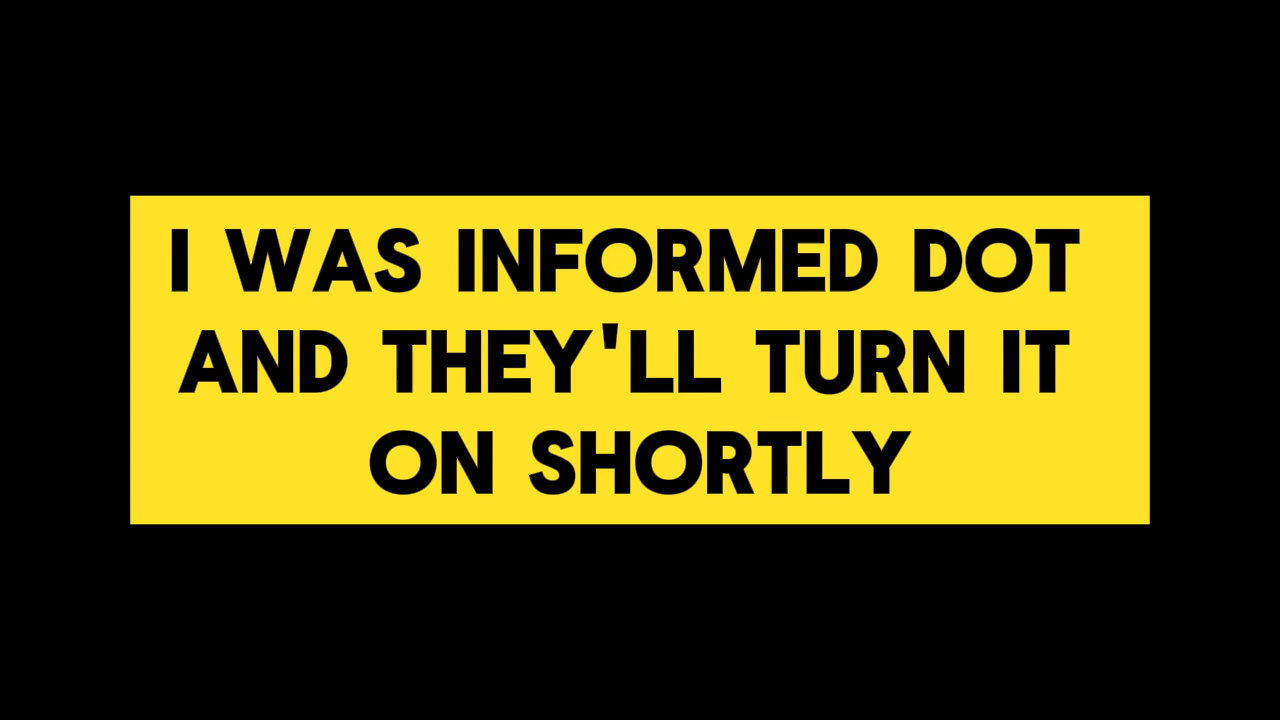 I WAS INFORMED DOT
AND THEY'LL TURN IT
ON SHORTLY